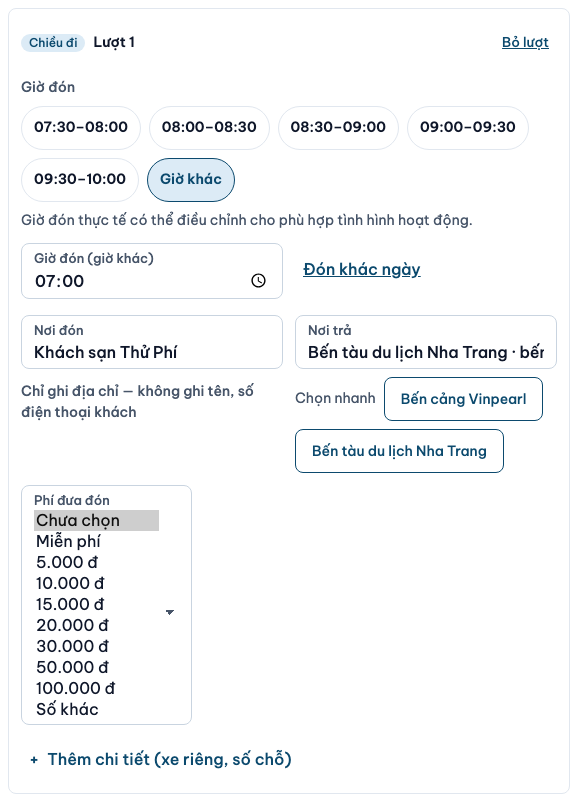 Chiều đi Lượt 1 Bỏ lượt
Giờ đón
07:30–08:00 08:00–08:30 08:30–09:00 09:00–09:30
09:30–10:00 Giờ khác
Giờ đón thực tế có thể điều chỉnh cho phù hợp tình hình hoạt động.
Giờ đón (giờ khác)
07:00
Đón khác ngày
Nơi đón
Khách sạn Thử Phí
Nơi trả
Bến tàu du lịch Nha Trang · bến
Chỉ ghi địa chỉ — không ghi tên, số
điện thoại khách
Chọn nhanh Bến cảng Vinpearl
Bến tàu du lịch Nha Trang
Phí đưa đón
Chưa chọn
Miễn phí
5.000 đ
10.000 đ
15.000 đ
20.000 đ
30.000 đ
50.000 đ
100.000 đ
Số khác
+ Thêm chi tiết (xe riêng, số chỗ)